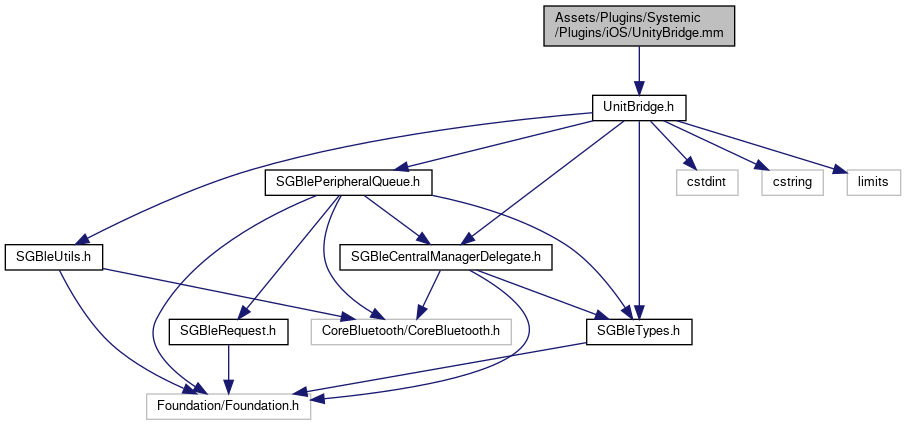 Assets/Plugins/Systemic
/Plugins/iOS/UnityBridge.mm
UnitBridge.h
SGBlePeripheralQueue.h
cstdint
cstring
limits
SGBleUtils.h
SGBleCentralManagerDelegate.h
SGBleRequest.h
CoreBluetooth/CoreBluetooth.h
SGBleTypes.h
Foundation/Foundation.h